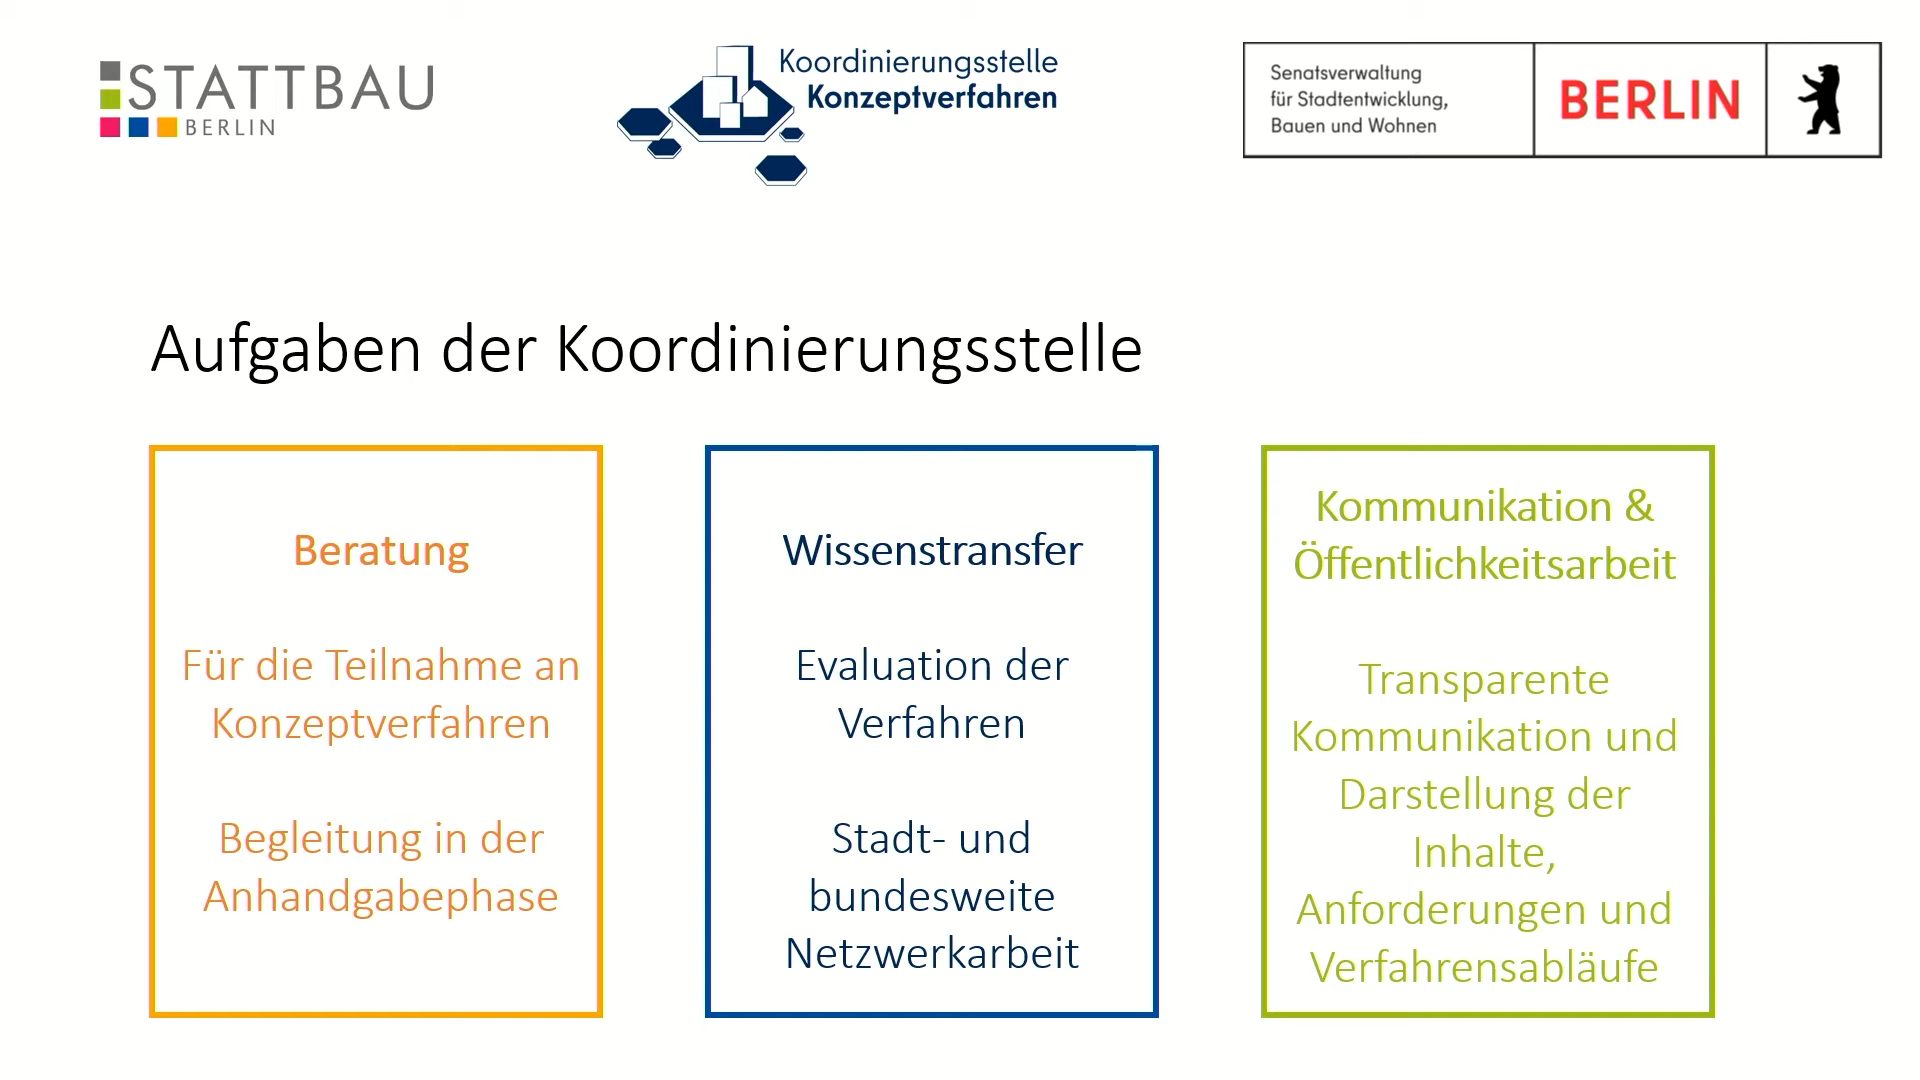 STATTBAU
BERLIN
Koordinierungsstelle
Konzeptverfahren
Senatsverwaltung
für Stadtentwicklung,
Bauen und Wohnen
BERLIN
Aufgaben der Koordinierungsstelle
Beratung
Für die Teilnahme an
Konzeptverfahren
Begleitung in der
Anhandgabephase
Wissenstransfer
Evaluation der
Verfahren
Stadt- und
bundesweite
Netzwerkarbeit
Kommunikation &
Öffentlichkeitsarbeit
Transparente
Kommunikation und
Darstellung der
Inhalte,
Anforderungen und
Verfahrensabläufe